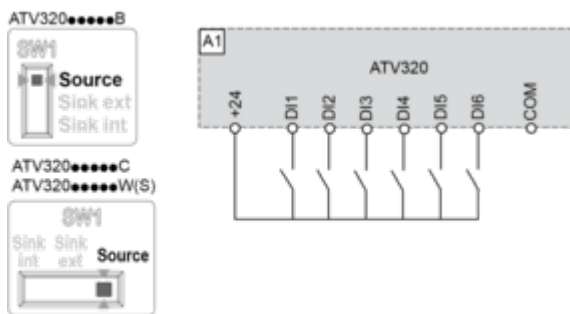 ATV320●●●●●B
SW1
Source
Sink ext
Sink int
ATV320●●●●●C
ATV320●●●●●W(S)
SW1
Sink int
Sink ext
Source
A1
ATV320
+24
DI1
DI2
DI3
DI4
DI5
DI6
COM